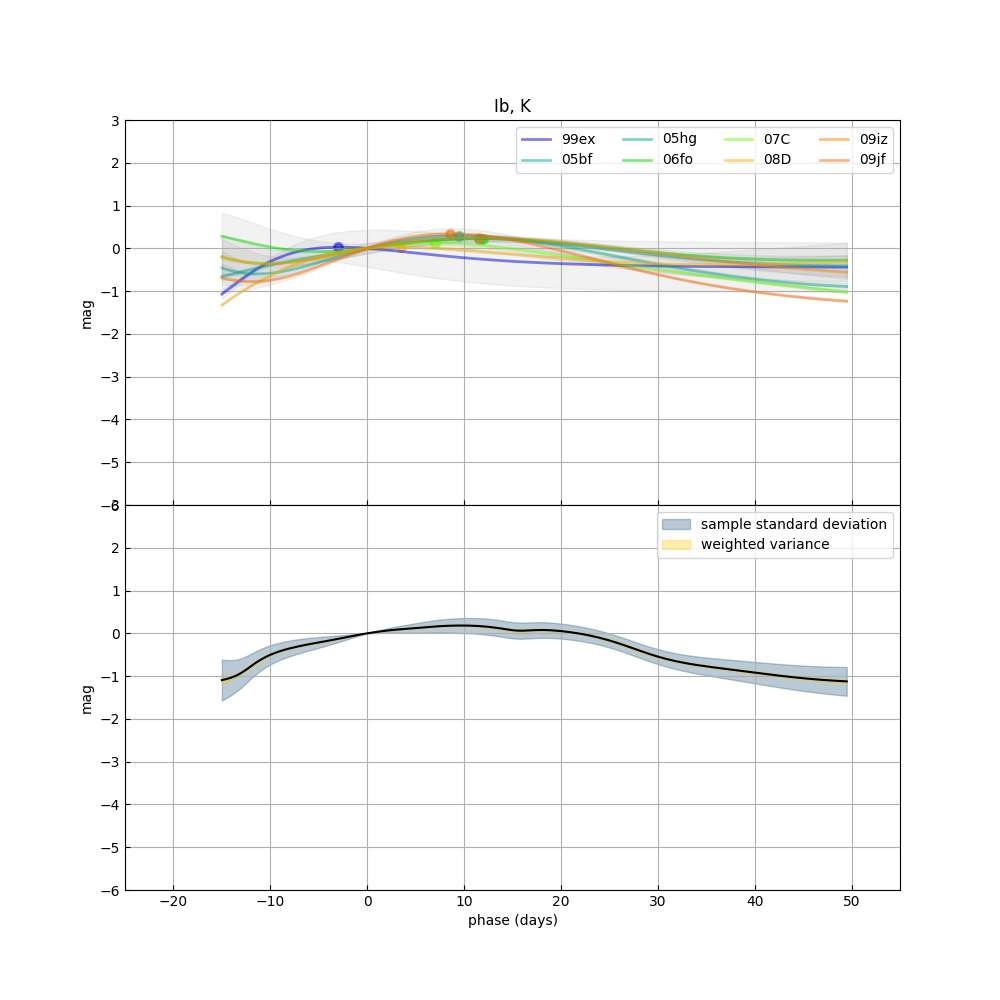 Ib, K
3
2
1
0
−1
−2
−3
−4
−5
−6
mag
99ex 05hg 07C 09iz
05bf 06fo 08D 09jf
3
2
1
0
−1
−2
−3
−4
−5
−6
mag
sample standard deviation
weighted variance
−20 −10 0 10 20 30 40 50
phase (days)